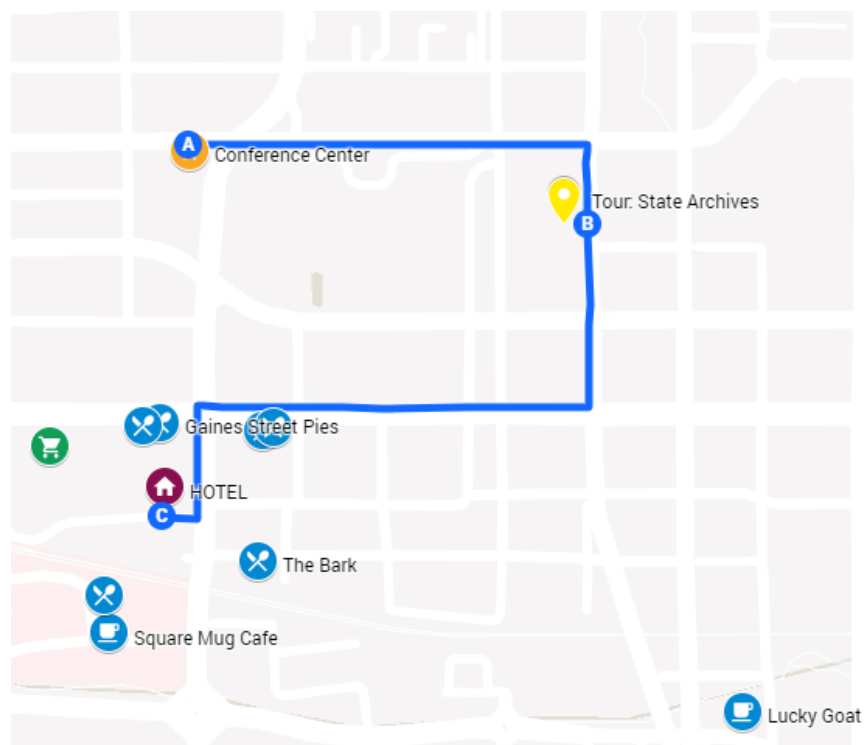 A
Conference Center
Tour: State Archives
B
Gaines Street Pies
HOTEL
C
The Bark
Square Mug Cafe
Lucky Goat